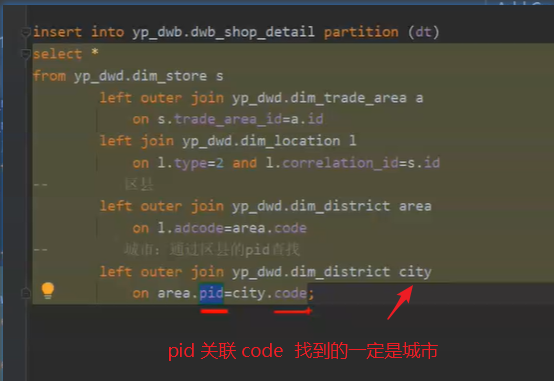 insert into yp_dwb.dwb_shop_detail partition (dt)
select *
from yp_dwd.dim_store s
left outer join yp_dwd.dim_trade_area a
on s.trade_area_id=a.id
left join yp_dwd.dim_location l
on l.type=2 and l.correlation_id=s.id
-- 区县
left outer join yp_dwd.dim_district area
on l.adcode=area.code
-- 城市：通过区县的pid查找
left outer join yp_dwd.dim_district city
on area.pid=city.code;
pid 关联 code 找到的一定是城市